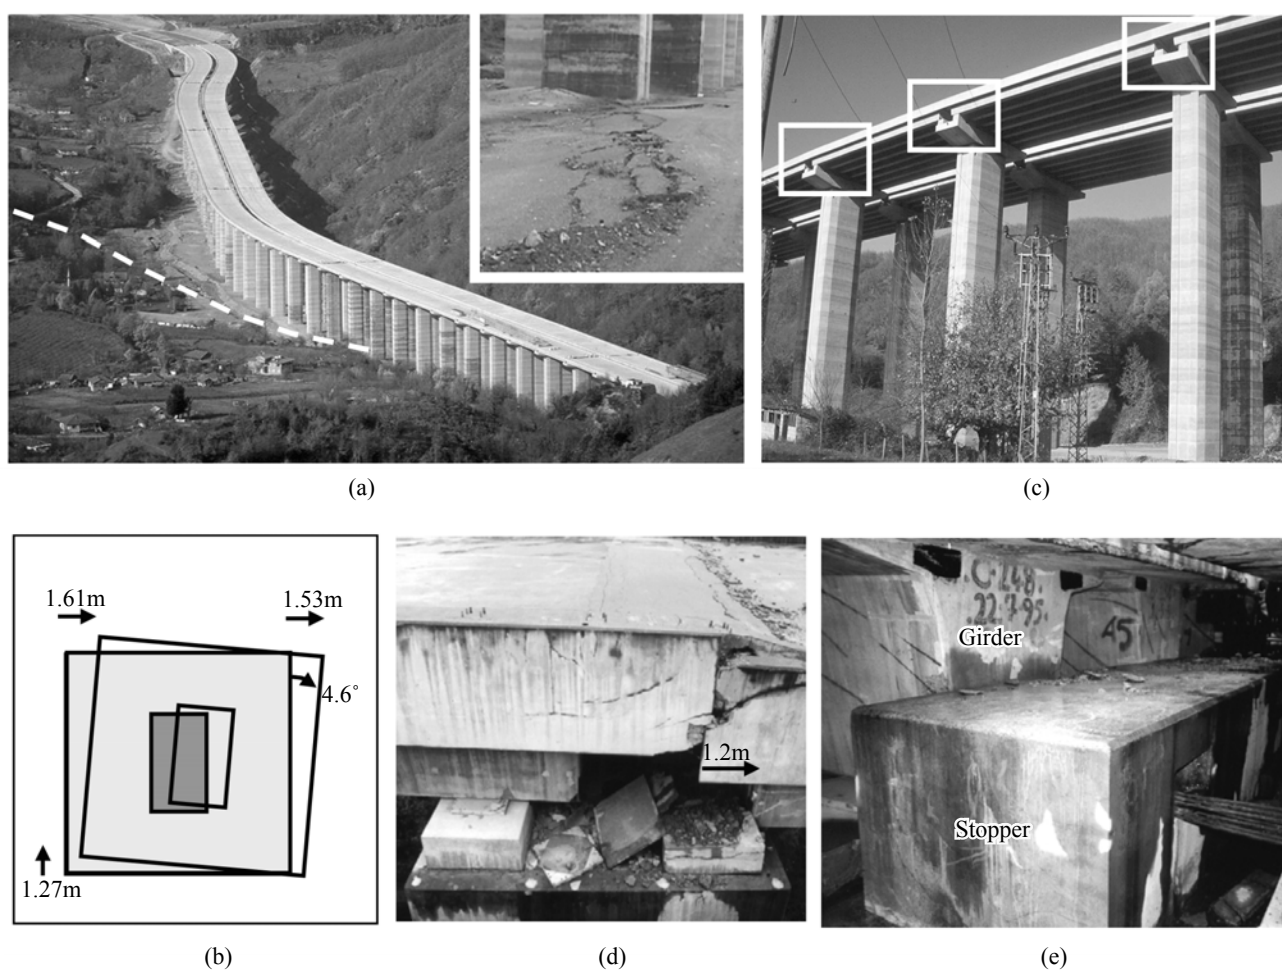 (a)
(c)
1.61m
1.53m
4.6°
1.27m
(b)
1.2m
(d)
C-248.
22.7.95.
45
Girder
Stopper
(e)